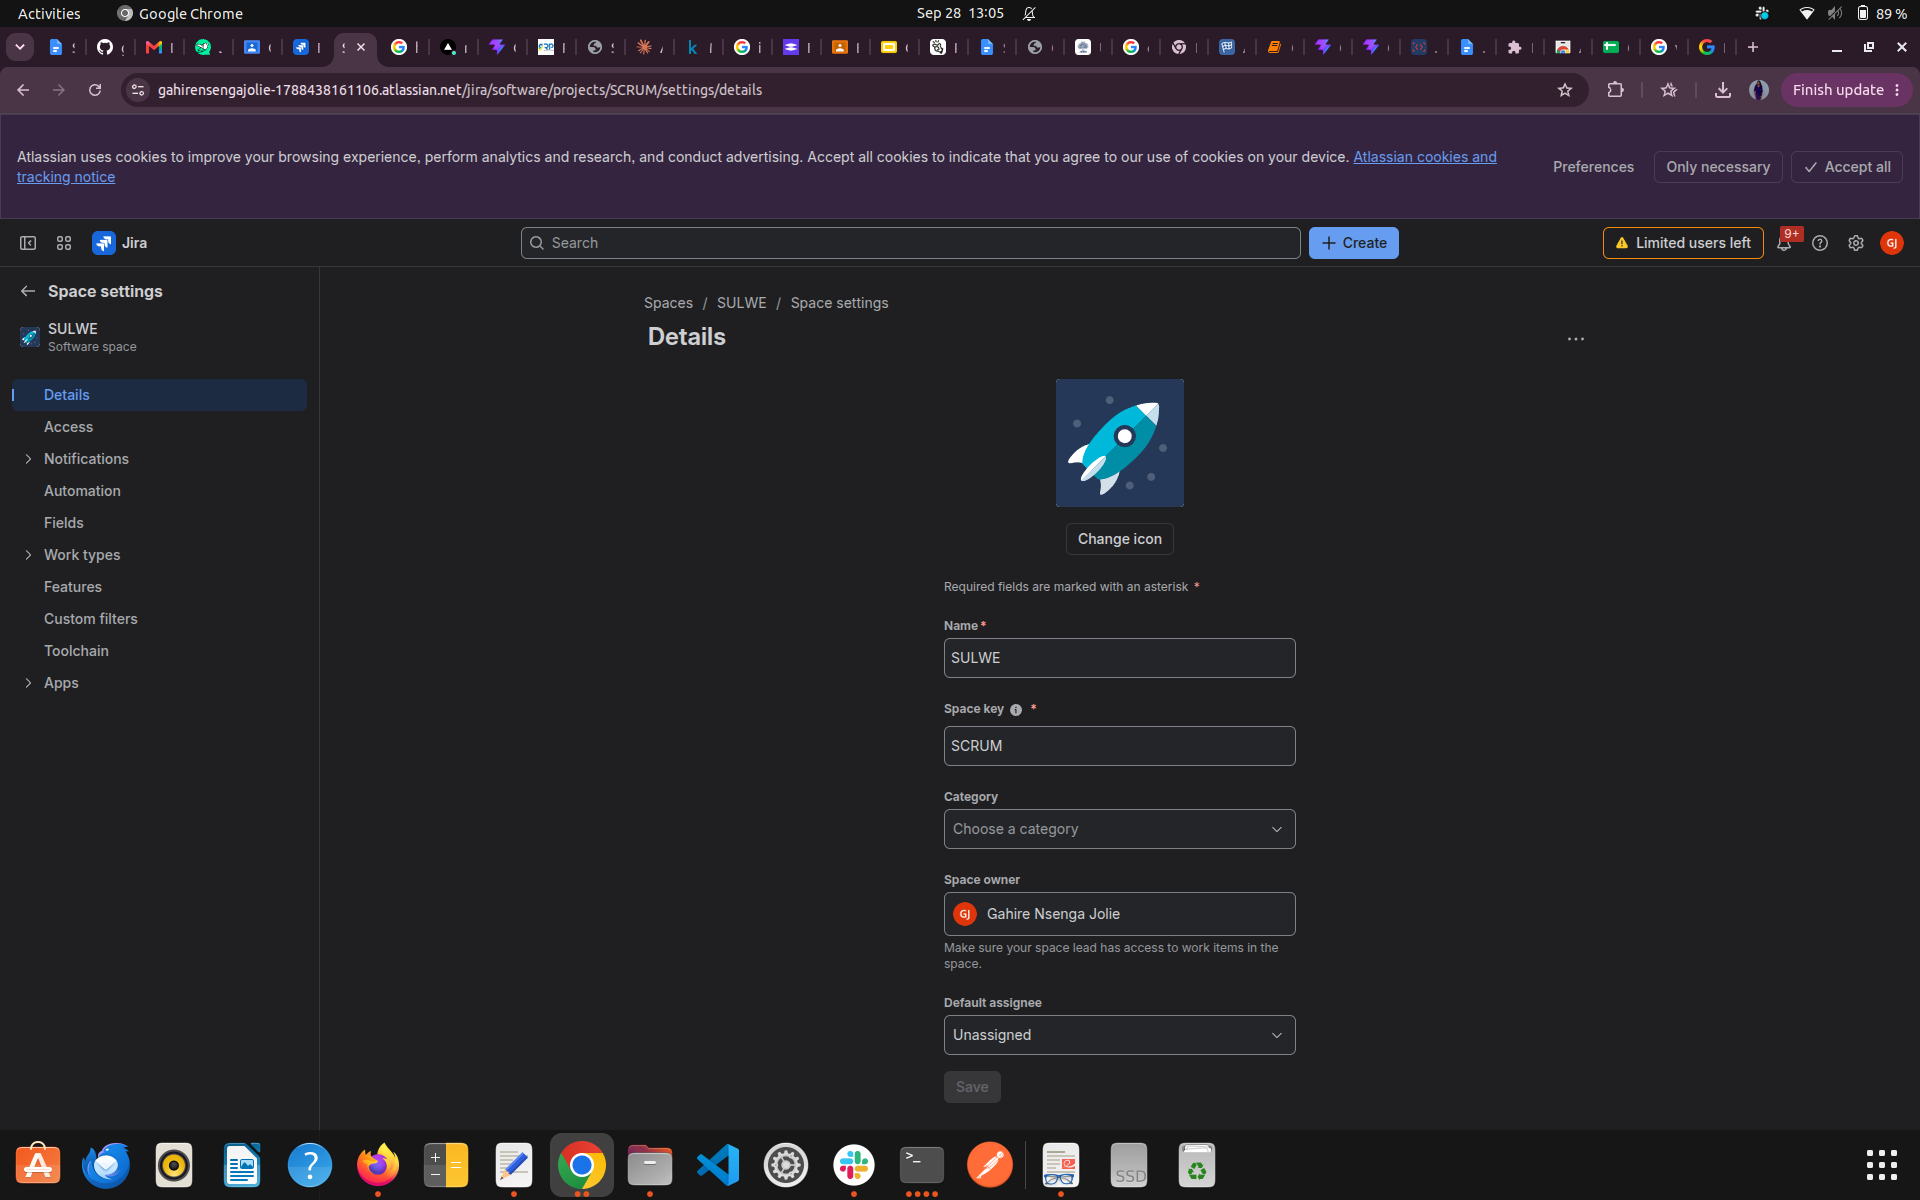 Activities
Google Chrome
Sep 28 13:05
89 %
gahirensengajolie-1788438161106.atlassian.net/jira/software/projects/SCRUM/settings/details
Finish update
Atlassian uses cookies to improve your browsing experience, perform analytics and research, and conduct advertising. Accept all cookies to indicate that you agree to our use of cookies on your device. Atlassian cookies and
tracking notice
Preferences
Only necessary
Accept all
Jira
Search
Create
Limited users left
9+
GJ
Space settings
SULWE
Software space
Details
Access
Notifications
Automation
Fields
Work types
Features
Custom filters
Toolchain
Apps
Spaces / SULWE / Space settings
Details
Change icon
Required fields are marked with an asterisk *
Name *
SULWE
Space key *
SCRUM
Category
Choose a category
Space owner
GJ Gahire Nsenga Jolie
Make sure your space lead has access to work items in the
space.
Default assignee
Unassigned
Save
SSD